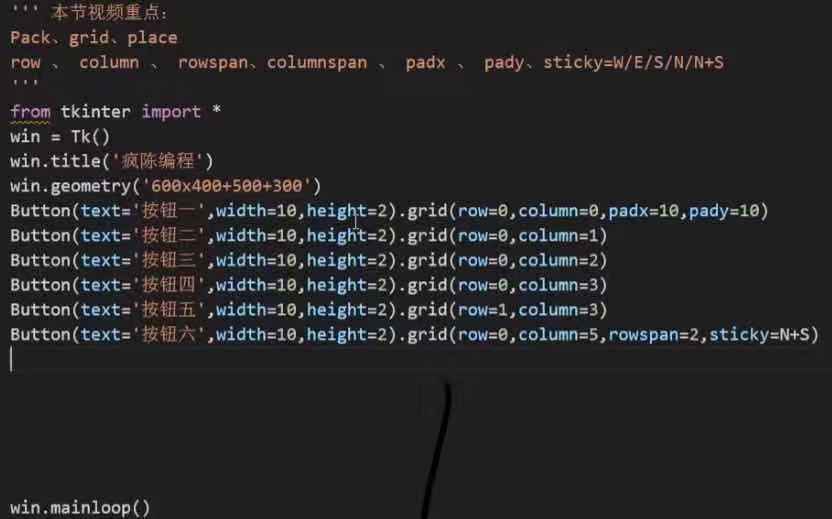 ''' 本节视频重点：
Pack、grid、place
row 、 column 、 rowspan、columnspan 、 padx 、 pady、sticky=W/E/S/N/N+S
'''
from tkinter import *
win = Tk()
win.title('疯陈编程')
win.geometry('600x400+500+300')
Button(text='按钮一',width=10,height=2).grid(row=0,column=0,padx=10,pady=10)
Button(text='按钮二',width=10,height=2).grid(row=0,column=1)
Button(text='按钮三',width=10,height=2).grid(row=0,column=2)
Button(text='按钮四',width=10,height=2).grid(row=0,column=3)
Button(text='按钮五',width=10,height=2).grid(row=1,column=3)
Button(text='按钮六',width=10,height=2).grid(row=0,column=5,rowspan=2,sticky=N+S)
win.mainloop()